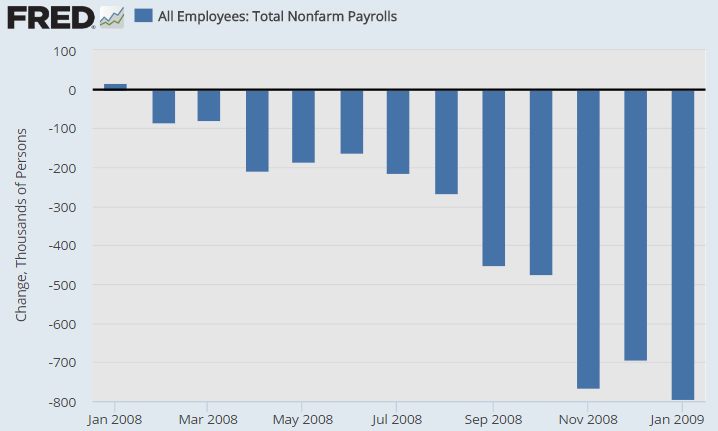 FRED
All Employees: Total Nonfarm Payrolls
Change, Thousands of Persons
100
0
-100
-200
-300
-400
-500
-600
-700
-800
Jan 2008
Mar 2008
May 2008
Jul 2008
Sep 2008
Nov 2008
Jan 2009